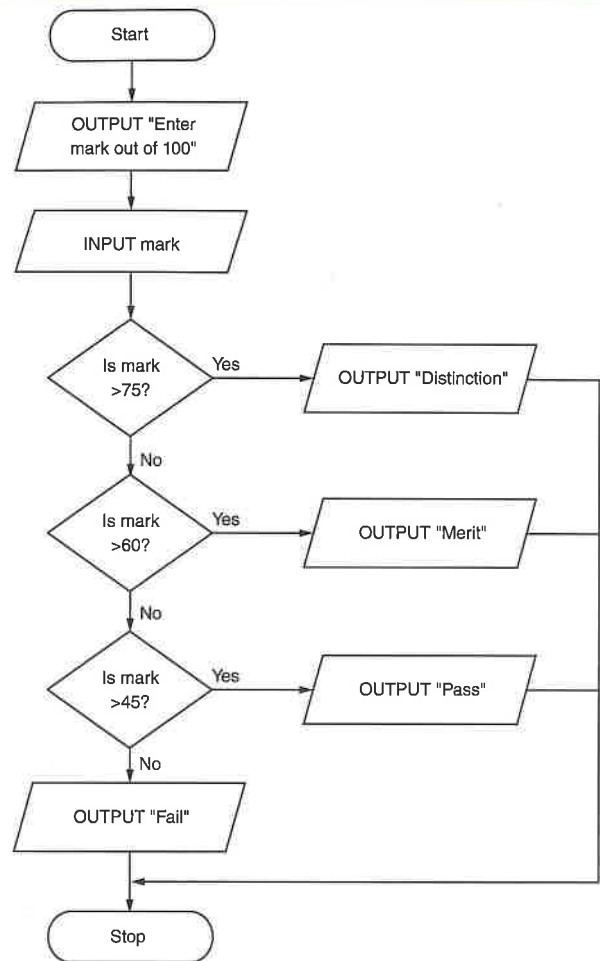 Start
OUTPUT "Enter
mark out of 100"
INPUT mark
Is mark
>75?
Yes
OUTPUT "Distinction"
No
Is mark
>60?
Yes
OUTPUT "Merit"
No
Is mark
>45?
Yes
OUTPUT "Pass"
No
OUTPUT "Fail"
Stop